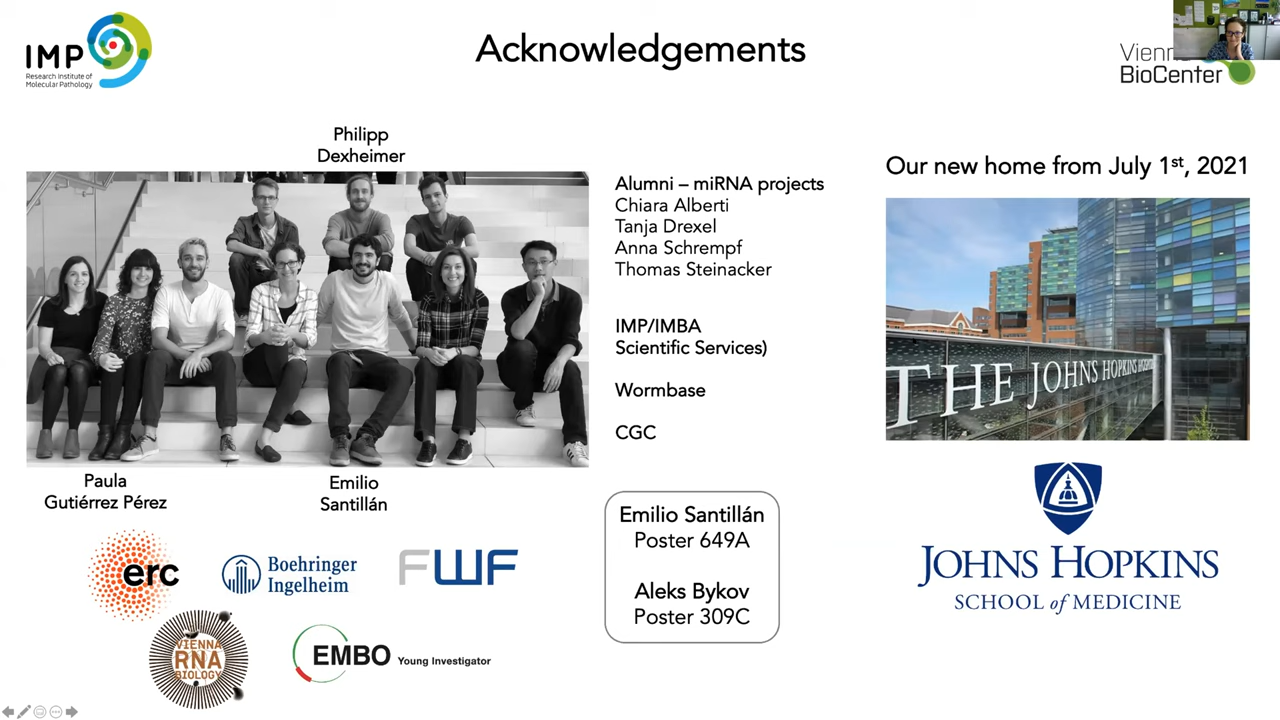 IMP
Research Institute of
Molecular Pathology
Acknowledgements
Vienn
BioCenter
Philipp
Dexheimer
Paula
Gutiérrez Pérez
Emilio
Santillán
Alumni – miRNA projects
Chiara Alberti
Tanja Drexel
Anna Schrempf
Thomas Steinacker
IMP/IMBA
Scientific Services)
Wormbase
CGC
Emilio Santillán
Poster 649A
Aleks Bykov
Poster 309C
Our new home from July 1st, 2021
THE JOHNS HOPKINS HOSPITAL
JOHNS HOPKINS
SCHOOL of MEDICINE
erc
Boehringer
Ingelheim
FWF
VIENNA
RNA
BIOLOGY
EMBO Young Investigator